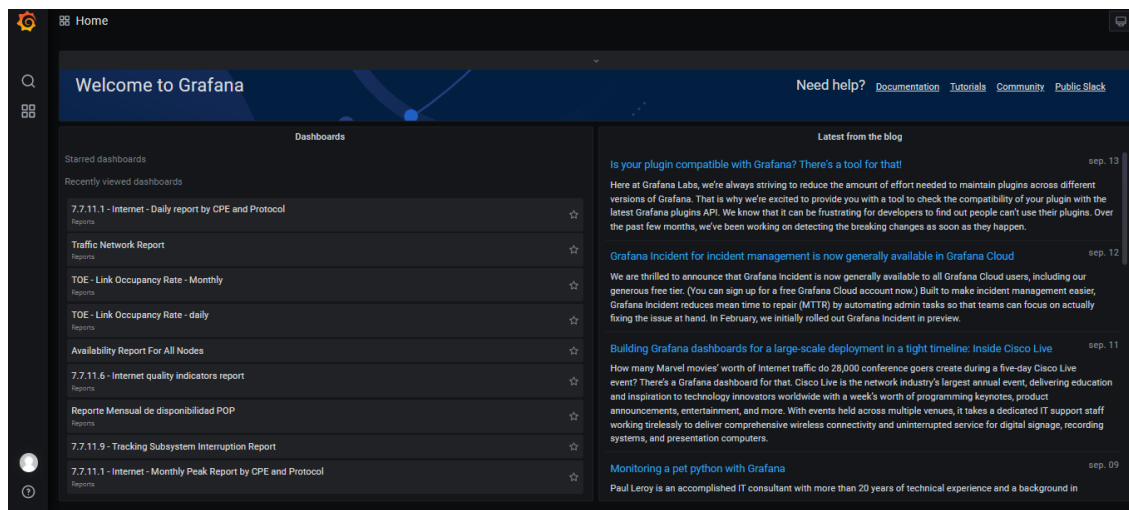 Home
Welcome to Grafana
Need help? Documentation Tutorials Community Public Slack
Dashboards
Starred dashboards
Recently viewed dashboards
7.7.11.1 - Internet - Daily report by CPE and Protocol
Reports
Traffic Network Report
Reports
TOE - Link Occupancy Rate - Monthly
Reports
TOE - Link Occupancy Rate - daily
Reports
Availability Report For All Nodes
7.7.11.6 - Internet quality indicators report
Reports
Reporte Mensual de disponibilidad POP
Reports
7.7.11.9 - Tracking Subsystem Interruption Report
7.7.11.1 - Internet - Monthly Peak Report by CPE and Protocol
Reports
Latest from the blog
Is your plugin compatible with Grafana? There's a tool for that!
sep. 13
Here at Grafana Labs, we're always striving to reduce the amount of effort needed to maintain plugins across different
versions of Grafana. That is why we're excited to provide you with a tool to check the compatibility of your plugin with the
latest Grafana plugins API. We know that it can be frustrating for developers to find out people can't use their plugins. Over
the past few months, we've been working on detecting the breaking changes as soon as they happen.
Grafana Incident for incident management is now generally available in Grafana Cloud
sep. 12
We are thrilled to announce that Grafana Incident is now generally available to all Grafana Cloud users, including our
generous free tier. (You can sign up for a free Grafana Cloud account now.) Built to make incident management easier,
Grafana Incident reduces mean time to repair (MTTR) by automating admin tasks so that teams can focus on actually
fixing the issue at hand. In February, we initially rolled out Grafana Incident in preview.
Building Grafana dashboards for a large-scale deployment in a tight timeline: Inside Cisco Live
sep. 11
How many Marvel movies' worth of Internet traffic do 28,000 conference goers create during a five-day Cisco Live
event? There's a Grafana dashboard for that. Cisco Live is the network industry's largest annual event, delivering education
and inspiration to technology innovators worldwide with a week's worth of programming keynotes, product
announcements, entertainment, and more. With events held across multiple venues, it takes a dedicated IT support staff
working tirelessly to deliver comprehensive wireless connectivity and uninterrupted service for digital signage, recording
systems, and presentation computers.
Monitoring a pet python with Grafana
sep. 09
Paul Leroy is an accomplished IT consultant with more than 20 years of technical experience and a background in